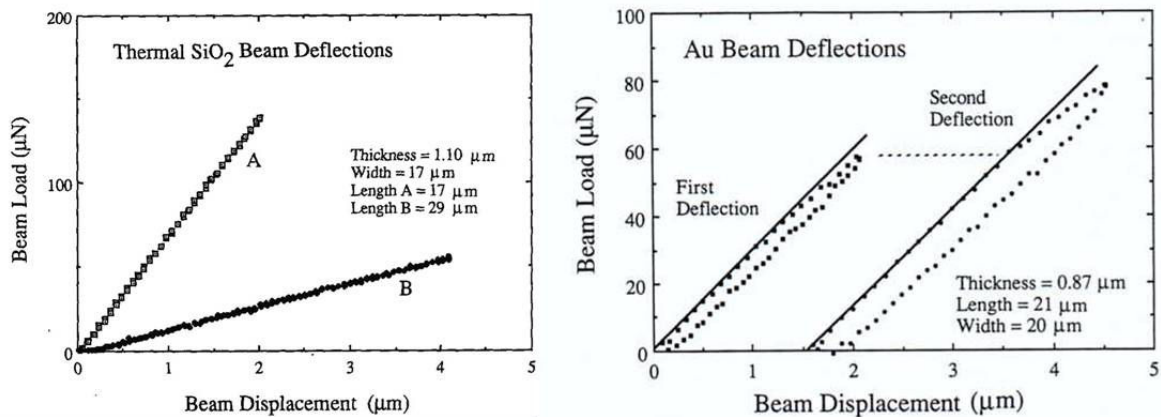 200
Thermal SiO2 Beam Deflections
A
Beam Load (μN)
100
Thickness = 1.10 μm
Width = 17 μm
Length A = 17 μm
Length B = 29 μm
B
0
0 1 2 3 4 5
Beam Displacement (μm)
100
Au Beam Deflections
80
Second
Deflection
Beam Load (μN)
60
First
Deflection
40
20
Thickness = 0.87 μm
Length = 21 μm
Width = 20 μm
0
0 1 2 3 4 5
Beam Displacement (μm)